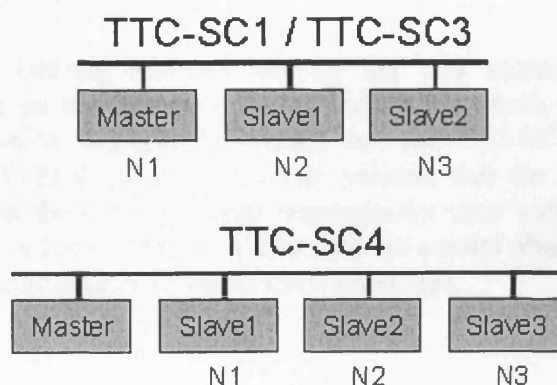 TTC-SC1 / TTC-SC3
Master Slave1 Slave2
N1 N2 N3
TTC-SC4
Master Slave1 Slave2 Slave3
N1 N2 N3